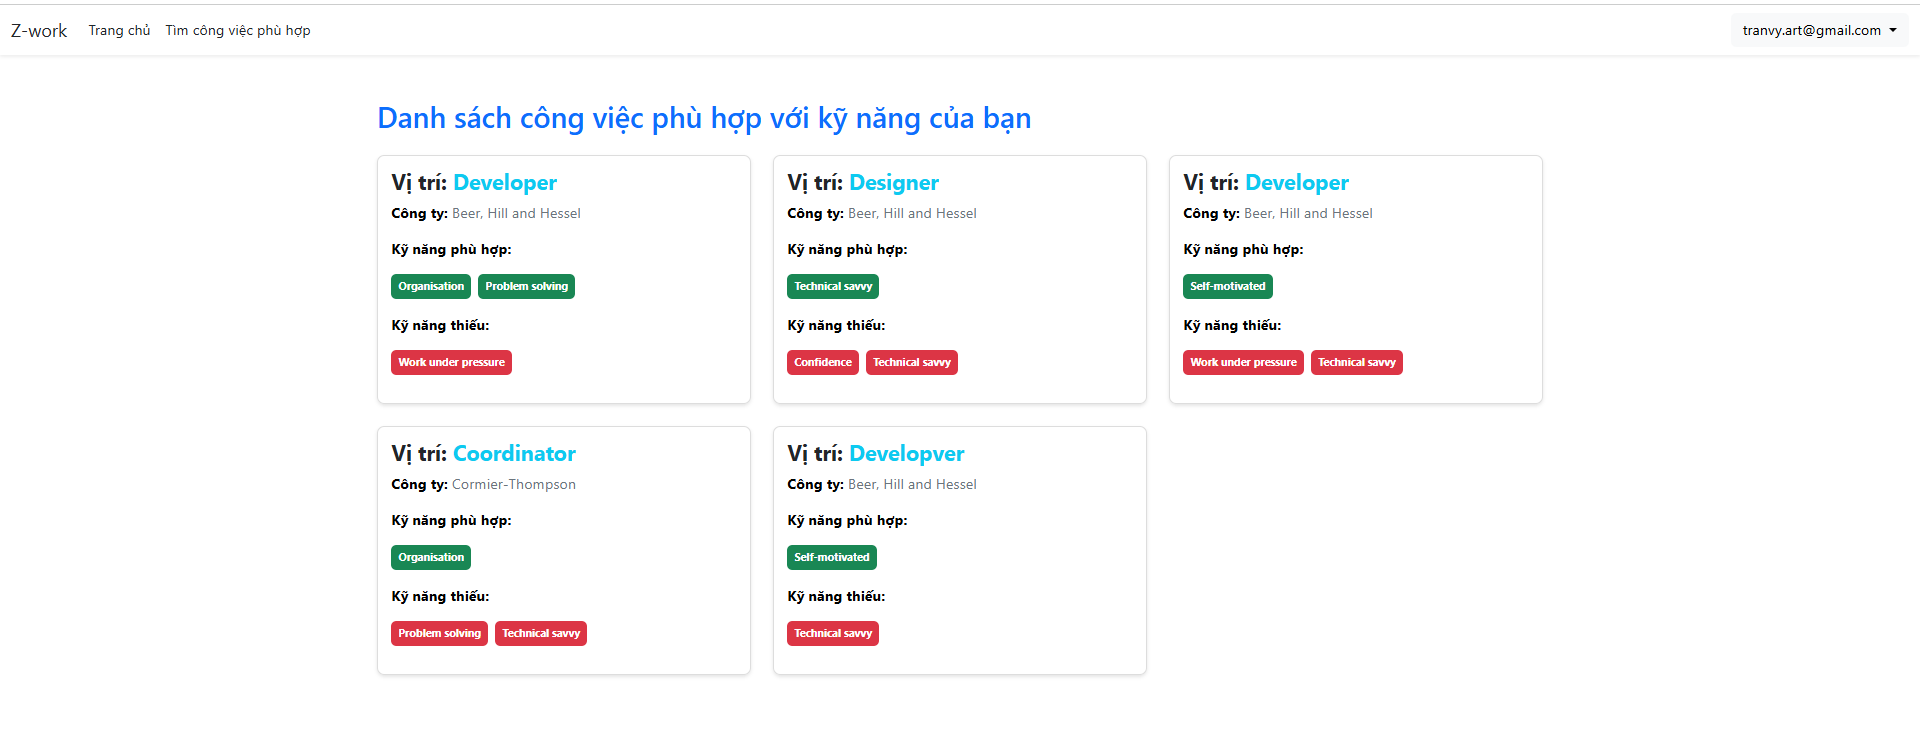 Z-work Trang chủ Tìm công việc phù hợp tranvy.art@gmail.com
Danh sách công việc phù hợp với kỹ năng của bạn
Vị trí: Developer
Công ty: Beer, Hill and Hessel
Kỹ năng phù hợp:
Organisation Problem solving
Kỹ năng thiếu:
Work under pressure
Vị trí: Designer
Công ty: Beer, Hill and Hessel
Kỹ năng phù hợp:
Technical savvy
Kỹ năng thiếu:
Confidence Technical savvy
Vị trí: Developer
Công ty: Beer, Hill and Hessel
Kỹ năng phù hợp:
Self-motivated
Kỹ năng thiếu:
Work under pressure Technical savvy
Vị trí: Coordinator
Công ty: Cormier-Thompson
Kỹ năng phù hợp:
Organisation
Kỹ năng thiếu:
Problem solving Technical savvy
Vị trí: Developver
Công ty: Beer, Hill and Hessel
Kỹ năng phù hợp:
Self-motivated
Kỹ năng thiếu:
Technical savvy